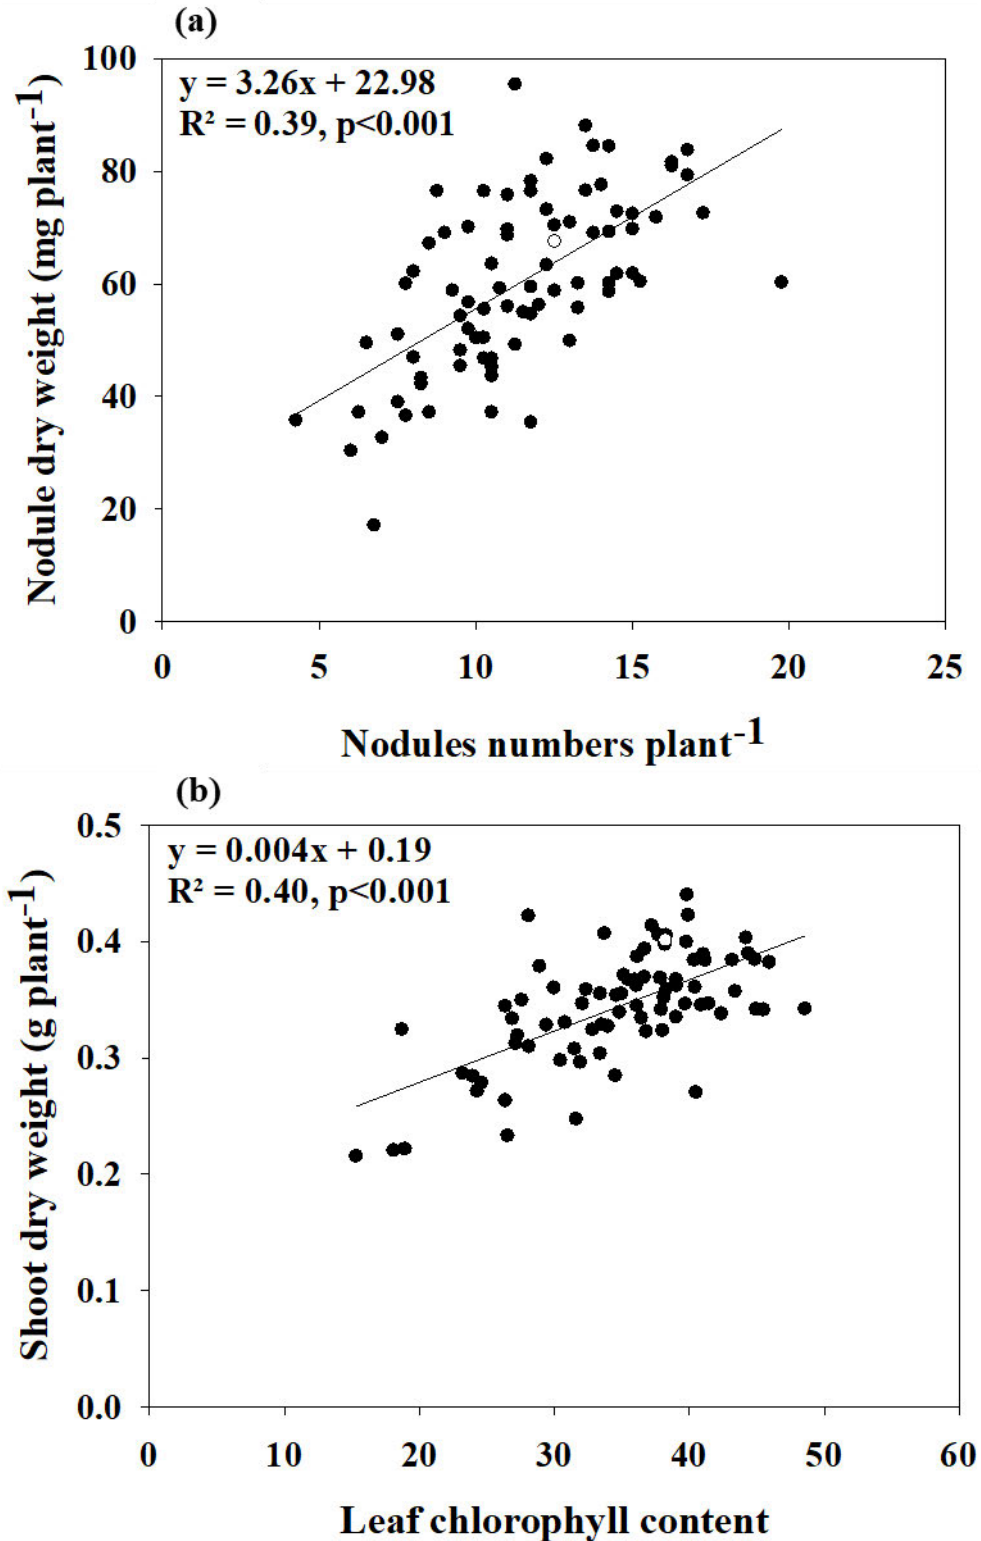 (a)
y = 3.26x + 22.98
R² = 0.39, p<0.001
100
80
60
40
20
0
Nodule dry weight (mg plant⁻¹)
0 5 10 15 20 25
Nodules numbers plant⁻¹
(b)
y = 0.004x + 0.19
R² = 0.40, p<0.001
0.5
0.4
0.3
0.2
0.1
0.0
Shoot dry weight (g plant⁻¹)
0 10 20 30 40 50 60
Leaf chlorophyll content